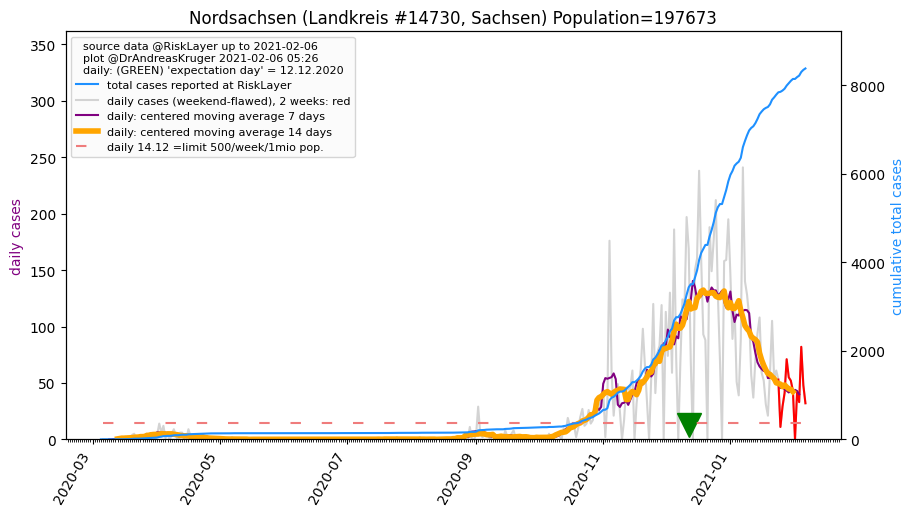 Nordsachsen (Landkreis #14730, Sachsen) Population=197673
source data @RiskLayer up to 2021-02-06
plot @DrAndreasKruger 2021-02-06 05:26
daily: (GREEN) 'expectation day' = 12.12.2020
total cases reported at RiskLayer
daily cases (weekend-flawed), 2 weeks: red
daily: centered moving average 7 days
daily: centered moving average 14 days
daily 14.12 =limit 500/week/1mio pop.
daily cases
350
300
250
200
150
100
50
0
cumulative total cases
8000
6000
4000
2000
0
2020-03
2020-05
2020-07
2020-09
2020-11
2021-01